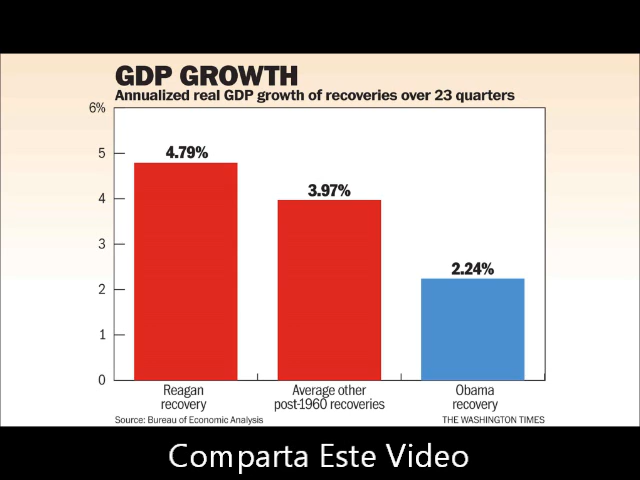 GDP GROWTH
Annualized real GDP growth of recoveries over 23 quarters
6%
5
4
3
2
1
0
4.79%
3.97%
2.24%
Reagan
recovery
Average other
post-1960 recoveries
Obama
recovery
Source: Bureau of Economic Analysis
THE WASHINGTON TIMES
Comparta Este Video